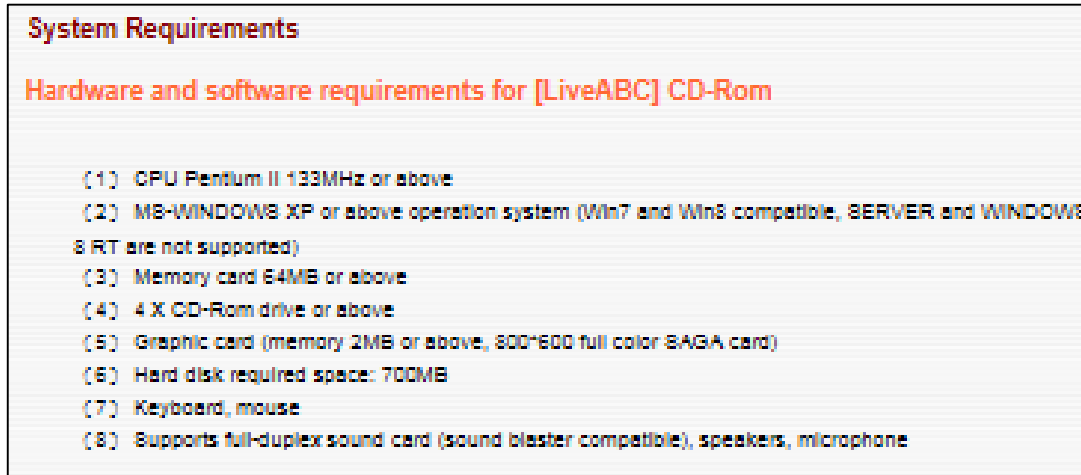 System Requirements
Hardware and software requirements for [LiveABC] CD-Rom
(1) CPU Pentium II 133MHz or above
(2) MS-WINDOWS XP or above operation system (Win7 and Win8 compatible, SERVER and WINDOWS
8 RT are not supported)
(3) Memory card 64MB or above
(4) 4 X CD-Rom drive or above
(5) Graphic card (memory 2MB or above, 800*600 full color SAGA card)
(6) Hard disk required space: 700MB
(7) Keyboard, mouse
(8) Supports full-duplex sound card (sound blaster compatible), speakers, microphone